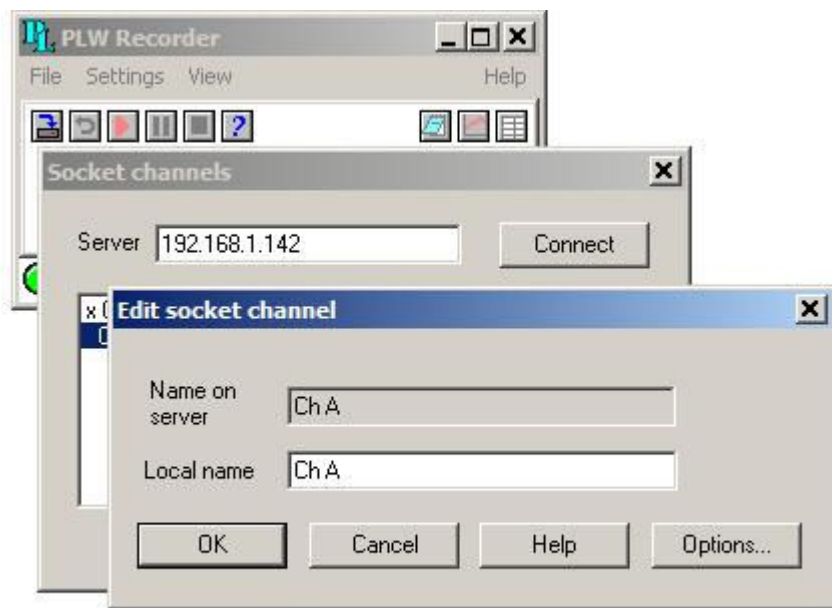 PLW Recorder
File Settings View Help
Socket channels
Server 192.168.1.142 Connect
x
Edit socket channel
Name on
server
Ch A
Local name Ch A
OK Cancel Help Options...